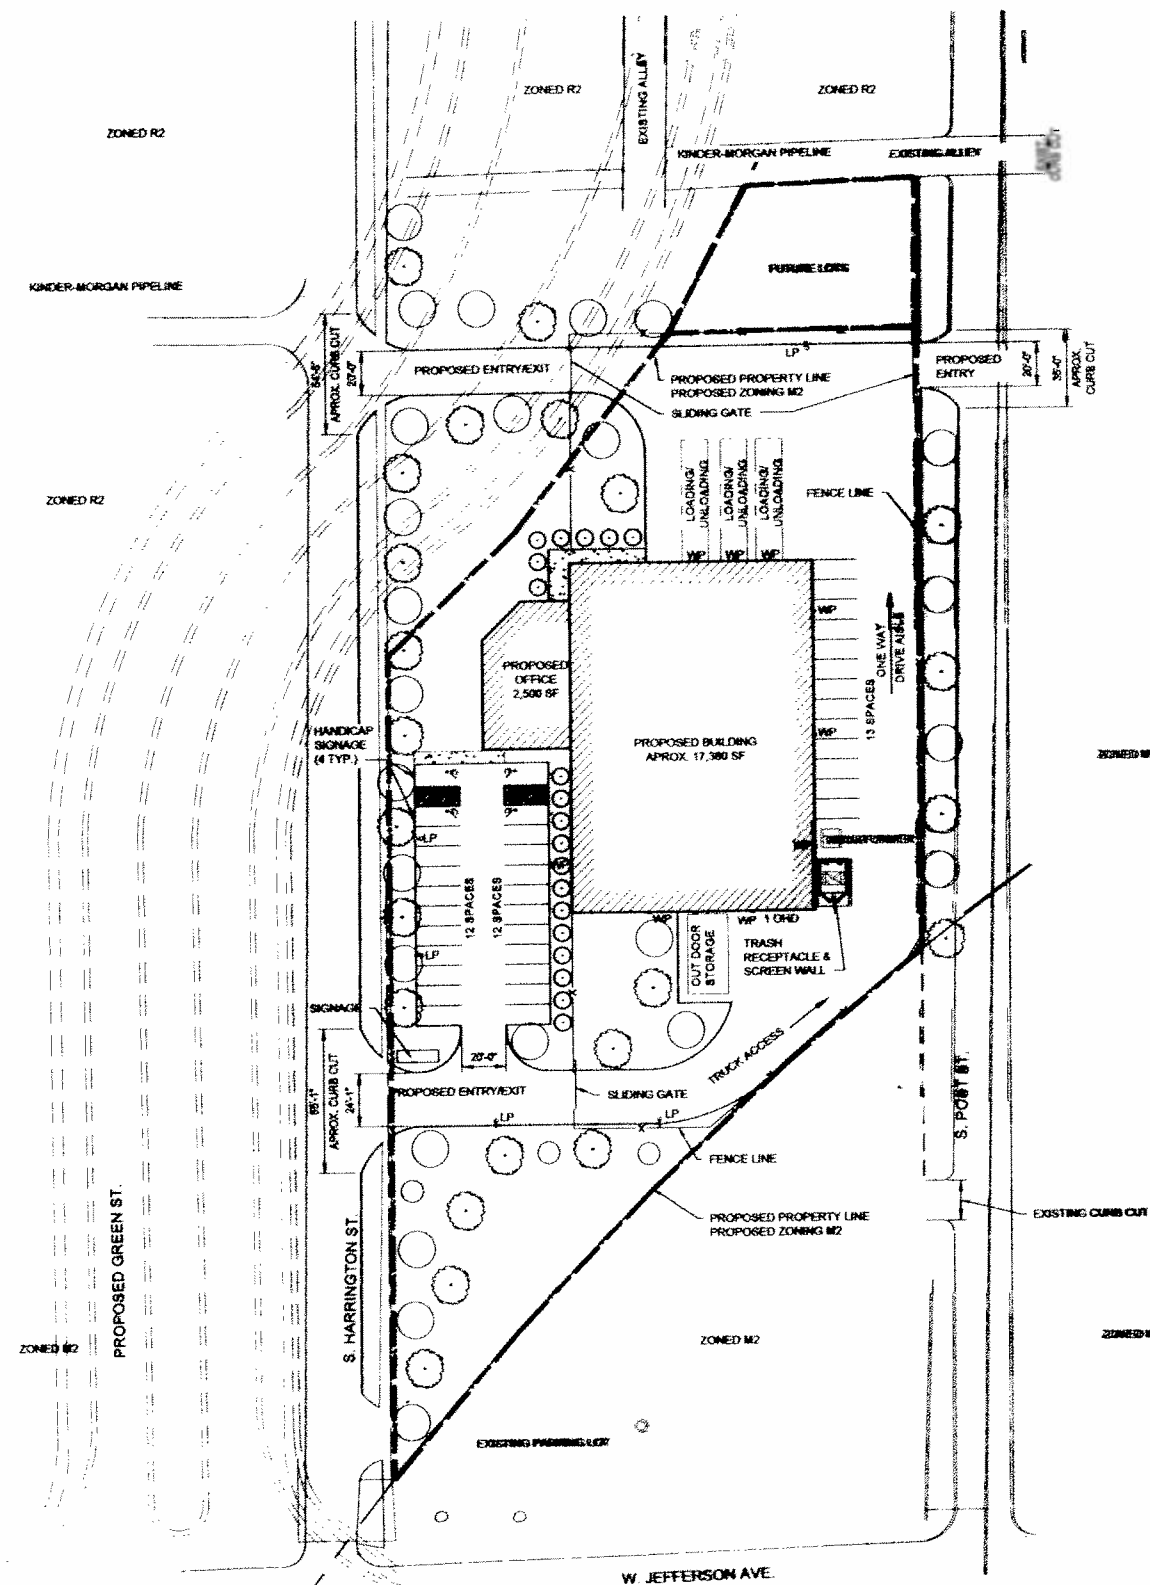 ZONED R2
ZONED R2
ZONED R2
EXISTING ALLEY
KINDER-MORGAN PIPELINE
EXISTING ALLEY
KINDER-MORGAN PIPELINE
FUTURE LOTS
APROX. CURB CUT
20'-0"
PROPOSED ENTRY/EXIT
LP
PROPOSED
ENTRY
20'-0"
35'-0"
APROX.
CURB CUT
PROPOSED PROPERTY LINE
PROPOSED ZONING M2
SLIDING GATE
ZONED R2
LOADING/
UNLOADING
LOADING/
UNLOADING
LOADING/
UNLOADING
FENCE LINE
WP
WP
WP
WP
ONE WAY
DRIVE AISLE
PROPOSED
OFFICE
2,500 SF
13 SPACES
HANDICAP
SIGNAGE
(4 TYP.)
WP
PROPOSED BUILDING
APROX. 17,380 SF
LP
12 SPACES
12 SPACES
WP
WP
1 OHD
OUT DOOR
STORAGE
TRASH
RECEPTACLE &
SCREEN WALL
LP
SIGNAGE
20'-0"
TRUCK ACCESS
APROX. CURB CUT
24'-1"
PROPOSED ENTRY/EXIT
SLIDING GATE
LP
LP
S. POST ST.
FENCE LINE
PROPOSED GREEN ST.
PROPOSED PROPERTY LINE
PROPOSED ZONING M2
EXISTING CURB CUT
S. HARRINGTON ST.
ZONED M2
ZONED M2
EXISTING PARKING LOT
W. JEFFERSON AVE.